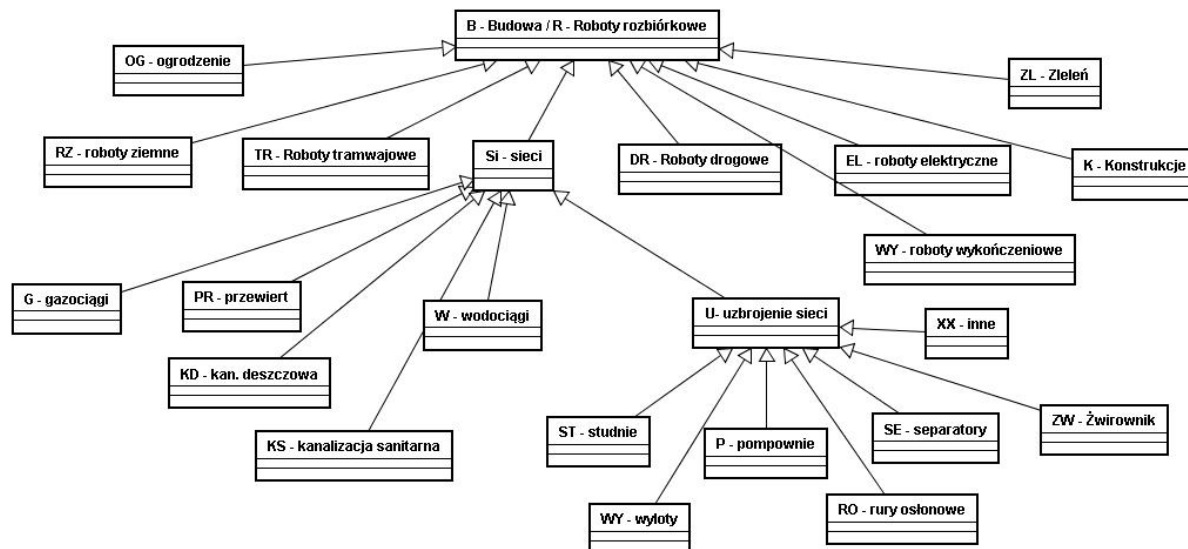 B - Budowa / R - Roboty rozbiórkowe
OG - ogrodzenie
ZL - Zleleń
RZ - roboty ziemne
TR - Roboty tramwajowe
Si - sieci
DR - Roboty drogowe
EL - roboty elektryczne
K - Konstrukcje
WY - roboty wykończeniowe
G - gazociągi
PR - przewiert
W - wodociągi
U- uzbrojenie sieci
XX - inne
KD - kan. deszczowa
KS - kanalizacja sanitarna
ST - studnie
P - pompownie
SE - separatory
ZW - Żwirownik
WY - wyloty
RO - rury osłonowe